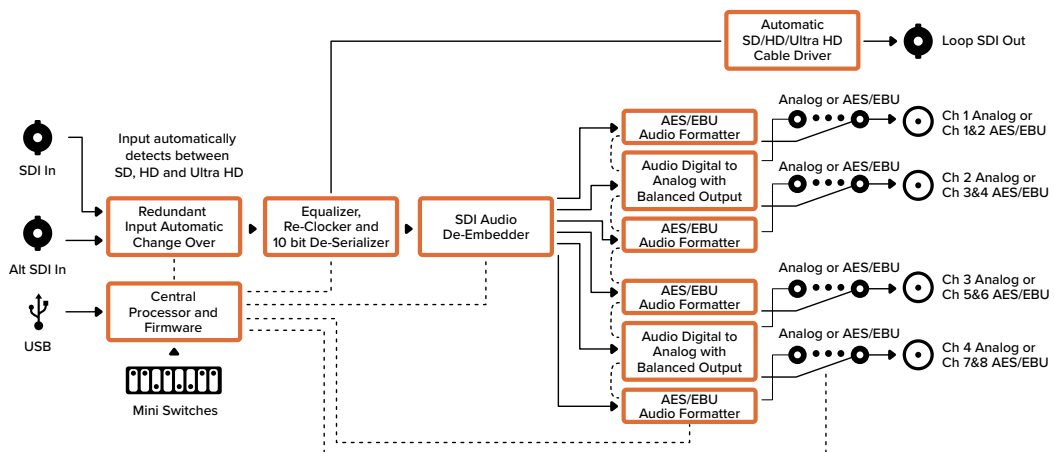 Automatic
SD/HD/Ultra HD
Cable Driver
Loop SDI Out
SDI In
Input automatically
detects between
SD, HD and Ultra HD
Alt SDI In
Redundant
Input Automatic
Change Over
Equalizer,
Re-Clocker and
10 bit De-Serializer
SDI Audio
De-Embedder
USB
Central
Processor and
Firmware
Mini Switches
AES/EBU
Audio Formatter
Audio Digital to
Analog with
Balanced Output
AES/EBU
Audio Formatter
AES/EBU
Audio Formatter
Audio Digital to
Analog with
Balanced Output
AES/EBU
Audio Formatter
Analog or AES/EBU
Ch 1 Analog or
Ch 1&2 AES/EBU
Analog or AES/EBU
Ch 2 Analog or
Ch 3&4 AES/EBU
Analog or AES/EBU
Ch 3 Analog or
Ch 5&6 AES/EBU
Analog or AES/EBU
Ch 4 Analog or
Ch 7&8 AES/EBU